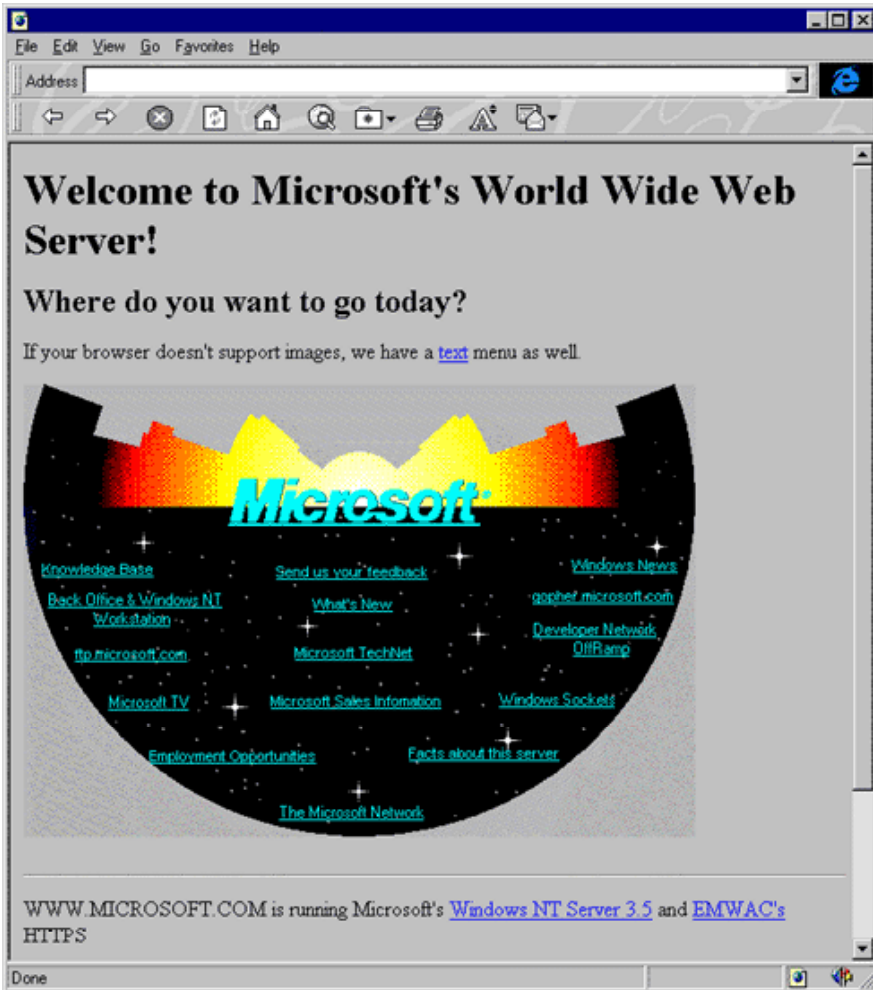 File Edit View Go Favorites Help
Address
Welcome to Microsoft's World Wide Web
Server!
Where do you want to go today?
If your browser doesn't support images, we have a text menu as well.
Microsoft
Knowledge Base
Send us your feedback
Windows News
Back Office & Windows NT
Workstation
What's New
gopher.microsoft.com
Developer Network
OffRamp
ftp.microsoft.com
Microsoft TechNet
Microsoft TV
Microsoft Sales Infomation
Windows Sockets
Employment Opportunities
Facts about this server
The Microsoft Network
WWW.MICROSOFT.COM is running Microsoft's Windows NT Server 3.5 and EMWAC's
HTTPS
Done